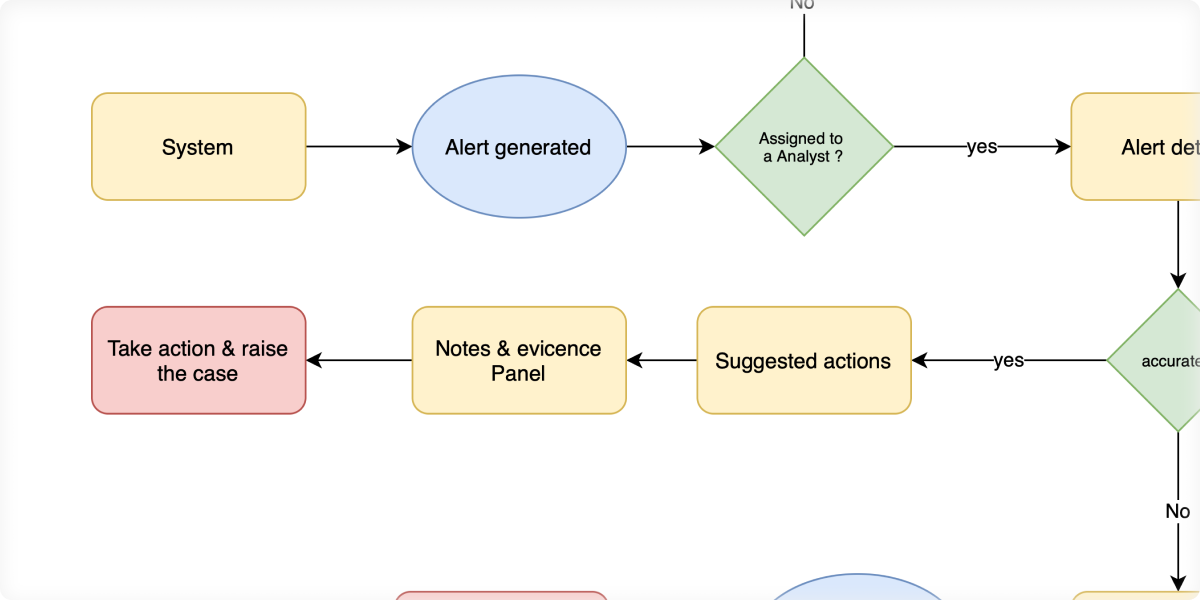 No
System
Alert generated
Assigned to
a Analyst ?
yes
Alert det
Take action & raise
the case
Notes & evicence
Panel
Suggested actions
yes
accurate
No